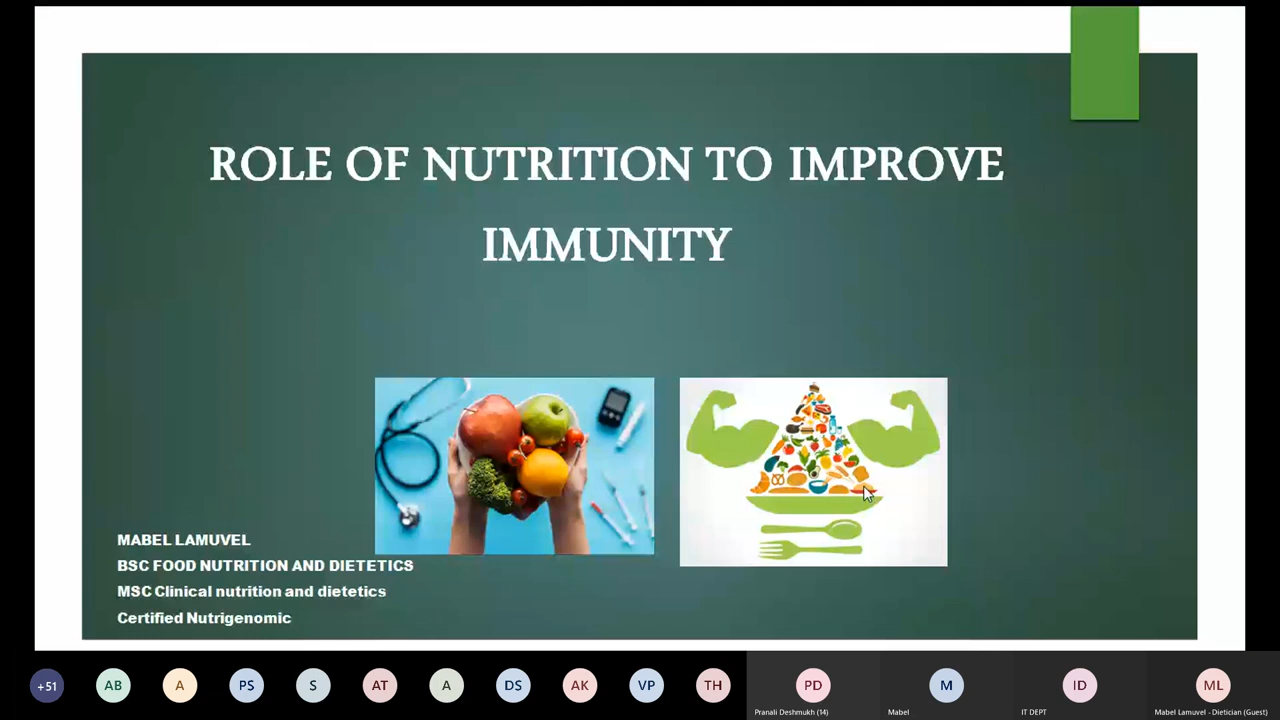 ROLE OF NUTRITION TO IMPROVE
IMMUNITY
MABEL LAMUVEL
BSC FOOD NUTRITION AND DIETETICS
MSC Clinical nutrition and dietetics
Certified Nutrigenomic
+51
AB
A
PS
S
AT
A
DS
AK
VP
TH
PD
M
ID
ML
Pranali Deshmukh (14)
Mabel
IT DEPT
Mabel Lamuvel - Dietician (Guest)